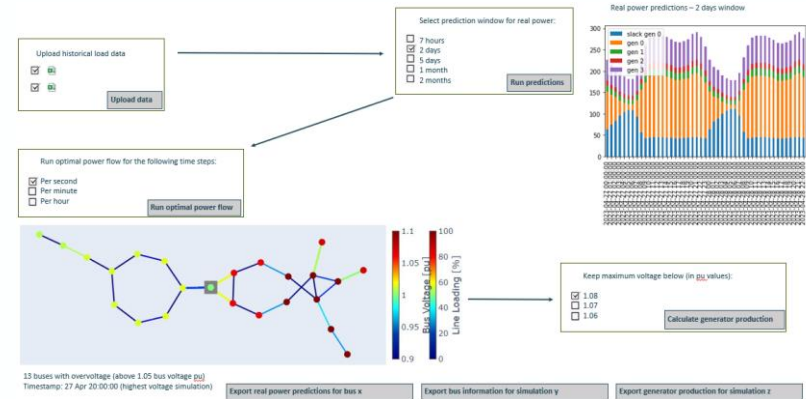 Real power predictions – 2 days window
Select prediction window for real power:
7 hours
2 days
5 days
1 month
2 months
Run predictions
Upload historical load data
Upload data
300
250
200
150
100
50
0
slack gen 0
gen 0
gen 1
gen 2
gen 3
Run optimal power flow for the following time steps:
Per second
Per minute
Per hour
Run optimal power flow
1.1
1.05
1
0.95
0.9
Bus Voltage [pu]
100
80
60
40
20
0
Line Loading [%]
Keep maximum voltage below (in pu values):
1.08
1.07
1.06
Calculate generator production
13 buses with overvoltage (above 1.05 bus voltage pu)
Timestamp: 27 Apr 20:00:00 (highest voltage simulation)
Export real power predictions for bus x
Export bus information for simulation y
Export generator production for simulation z